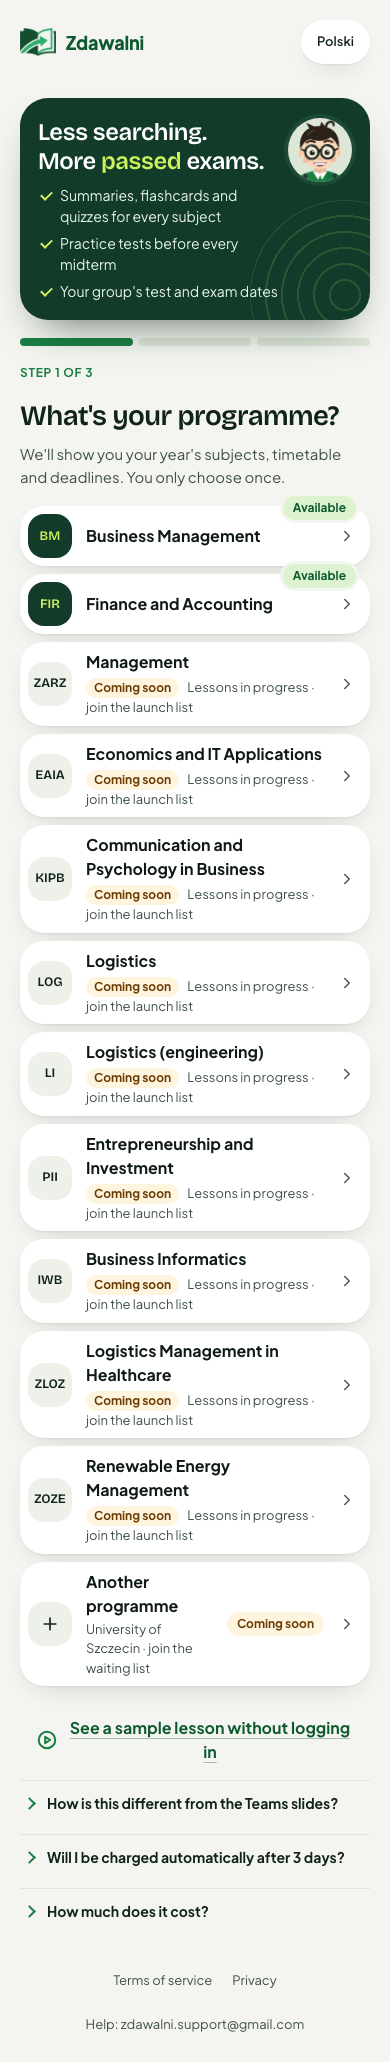 Zdawalni
Polski
Less searching.
More passed exams.
Summaries, flashcards and
quizzes for every subject
Practice tests before every
midterm
Your group's test and exam dates
STEP 1 OF 3
What's your programme?
We'll show you your year's subjects, timetable
and deadlines. You only choose once.
Available
BM
Business Management
Available
FIR
Finance and Accounting
ZARZ
Management
Coming soon Lessons in progress ·
join the launch list
EAIA
Economics and IT Applications
Coming soon Lessons in progress ·
join the launch list
KIPB
Communication and
Psychology in Business
Coming soon Lessons in progress ·
join the launch list
LOG
Logistics
Coming soon Lessons in progress ·
join the launch list
LI
Logistics (engineering)
Coming soon Lessons in progress ·
join the launch list
PII
Entrepreneurship and
Investment
Coming soon Lessons in progress ·
join the launch list
IWB
Business Informatics
Coming soon Lessons in progress ·
join the launch list
ZLOZ
Logistics Management in
Healthcare
Coming soon Lessons in progress ·
join the launch list
ZOZE
Renewable Energy
Management
Coming soon Lessons in progress ·
join the launch list
Another
programme
University of
Szczecin · join the
waiting list
Coming soon
See a sample lesson without logging
in
How is this different from the Teams slides?
Will I be charged automatically after 3 days?
How much does it cost?
Terms of service Privacy
Help: zdawalni.support@gmail.com